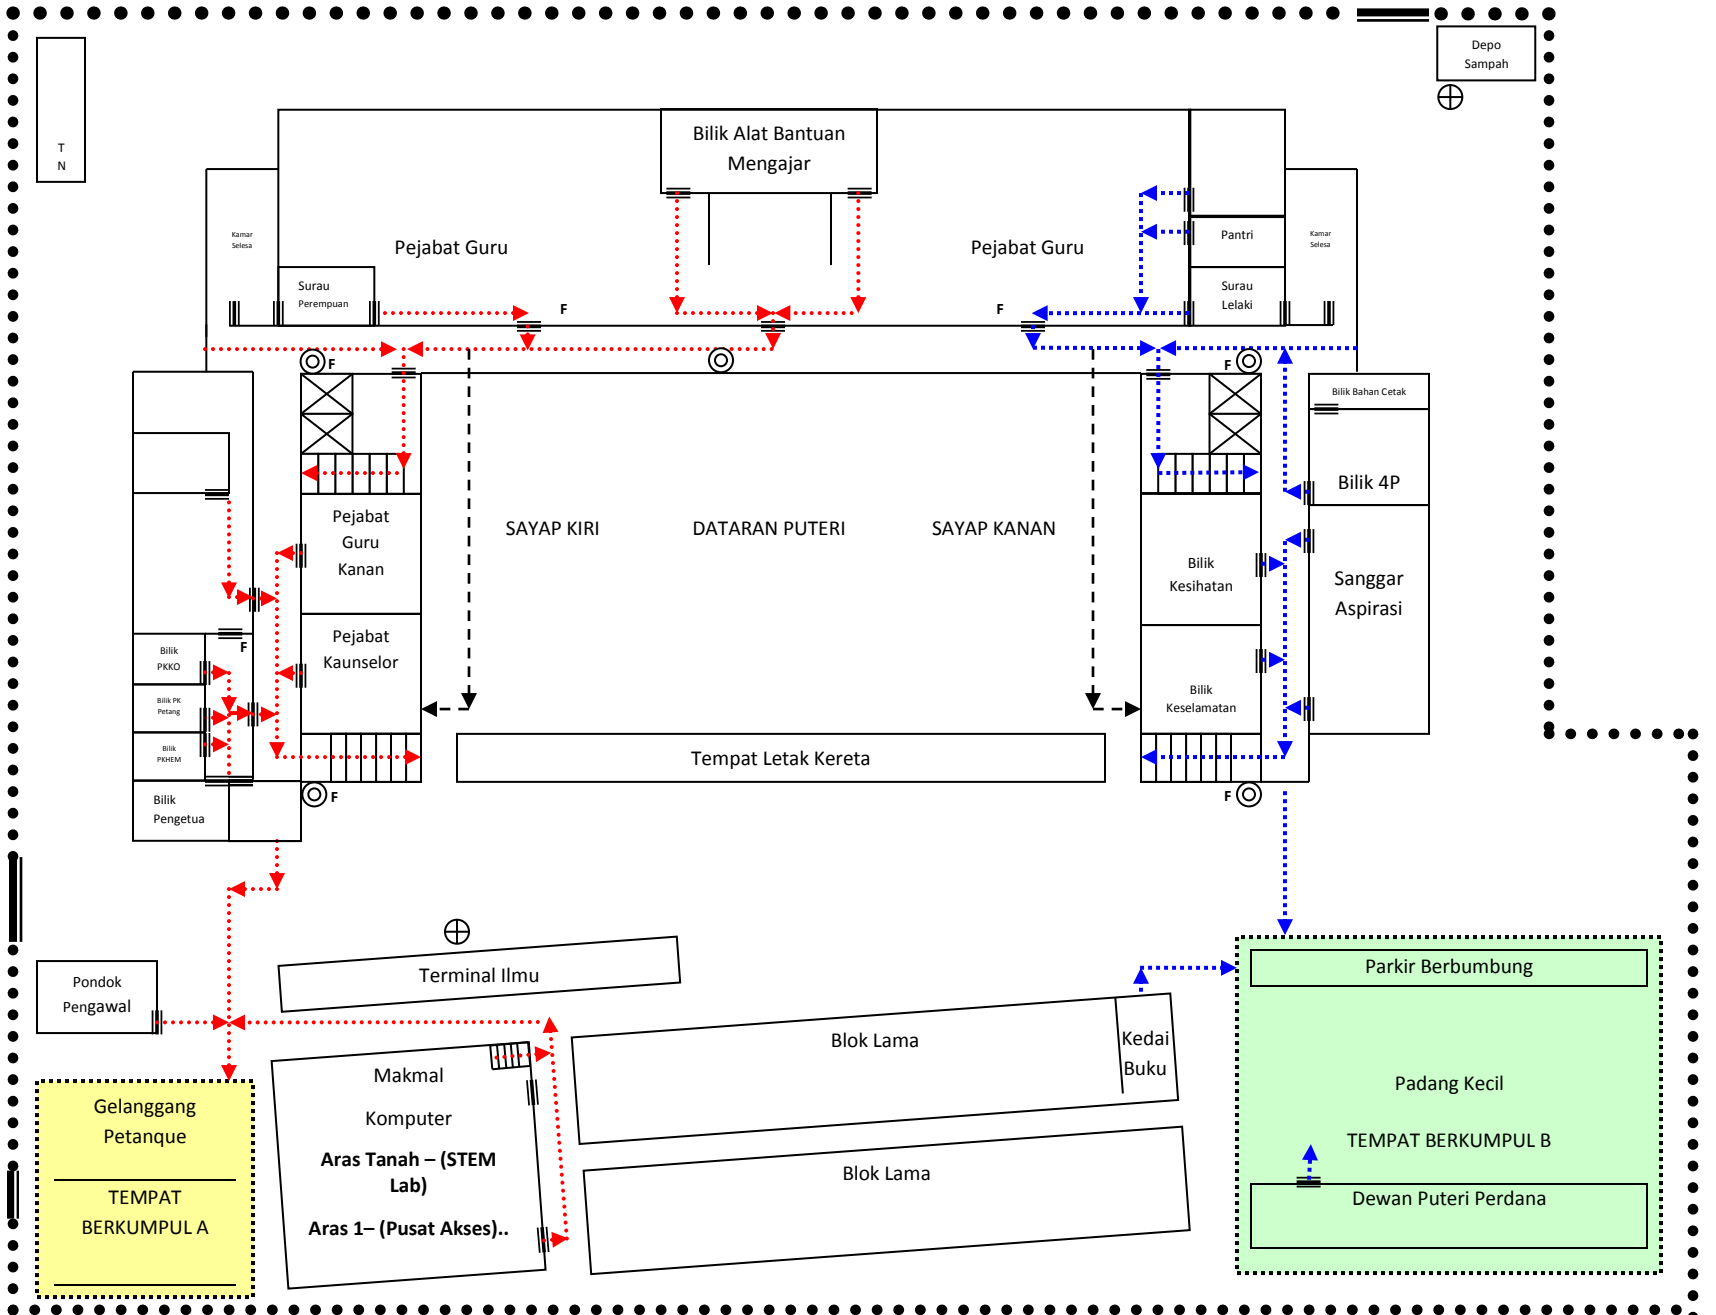 Depo
Sampah
T
N
Bilik Alat Bantuan
Mengajar
Kamar
Selesa
Pejabat Guru
Pejabat Guru
Pantri
Kamar
Selesa
Surau
Perempuan
Surau
Lelaki
F
F
F
F
Bilik Bahan Cetak
Bilik 4P
Pejabat
Guru
Kanan
SAYAP KIRI
DATARAN PUTERI
SAYAP KANAN
Bilik
Kesihatan
Sanggar
Aspirasi
Pejabat
Kaunselor
F
Bilik
PKKO
Bilik PK
Petang
Bilik
PKHEM
Bilik
Pengetua
Bilik
Keselamatan
Tempat Letak Kereta
F
F
Terminal Ilmu
Parkir Berbumbung
Pondok
Pengawal
Blok Lama
Kedai
Buku
Makmal
Komputer
Aras Tanah – (STEM
Lab)
Aras 1– (Pusat Akses)..
Padang Kecil
TEMPAT BERKUMPUL B
Gelanggang
Petanque
TEMPAT
BERKUMPUL A
Blok Lama
Dewan Puteri Perdana